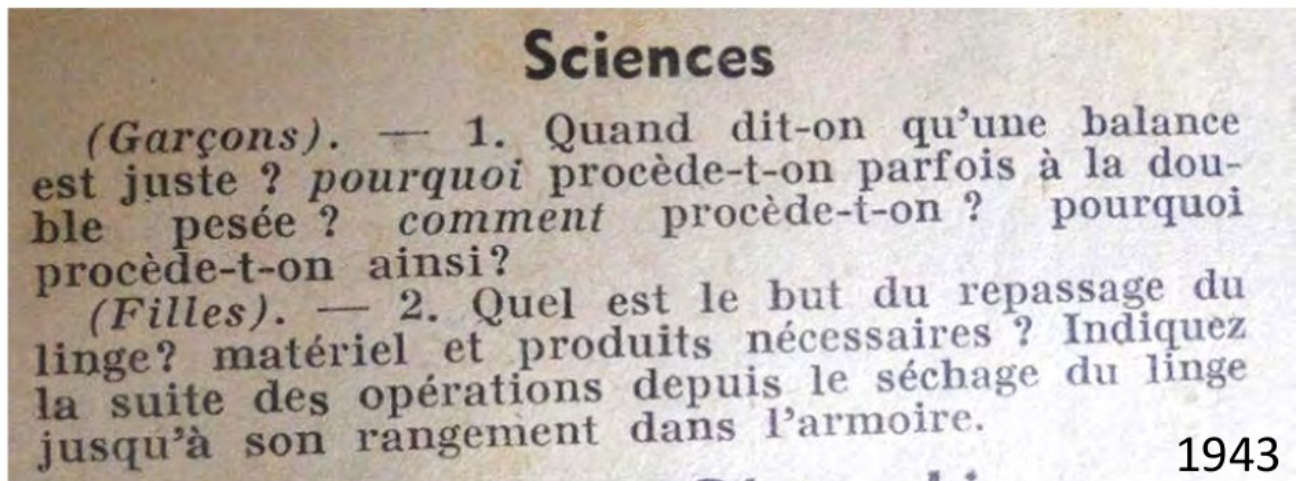 Sciences
(Garçons). — 1. Quand dit-on qu'une balance
est juste ? pourquoi procède-t-on parfois à la dou-
ble pesée ? comment procède-t-on ? pourquoi
procède-t-on ainsi?
(Filles). — 2. Quel est le but du repassage du
linge? matériel et produits nécessaires ? Indiquez
la suite des opérations depuis le séchage du linge
jusqu'à son rangement dans l'armoire.
1943